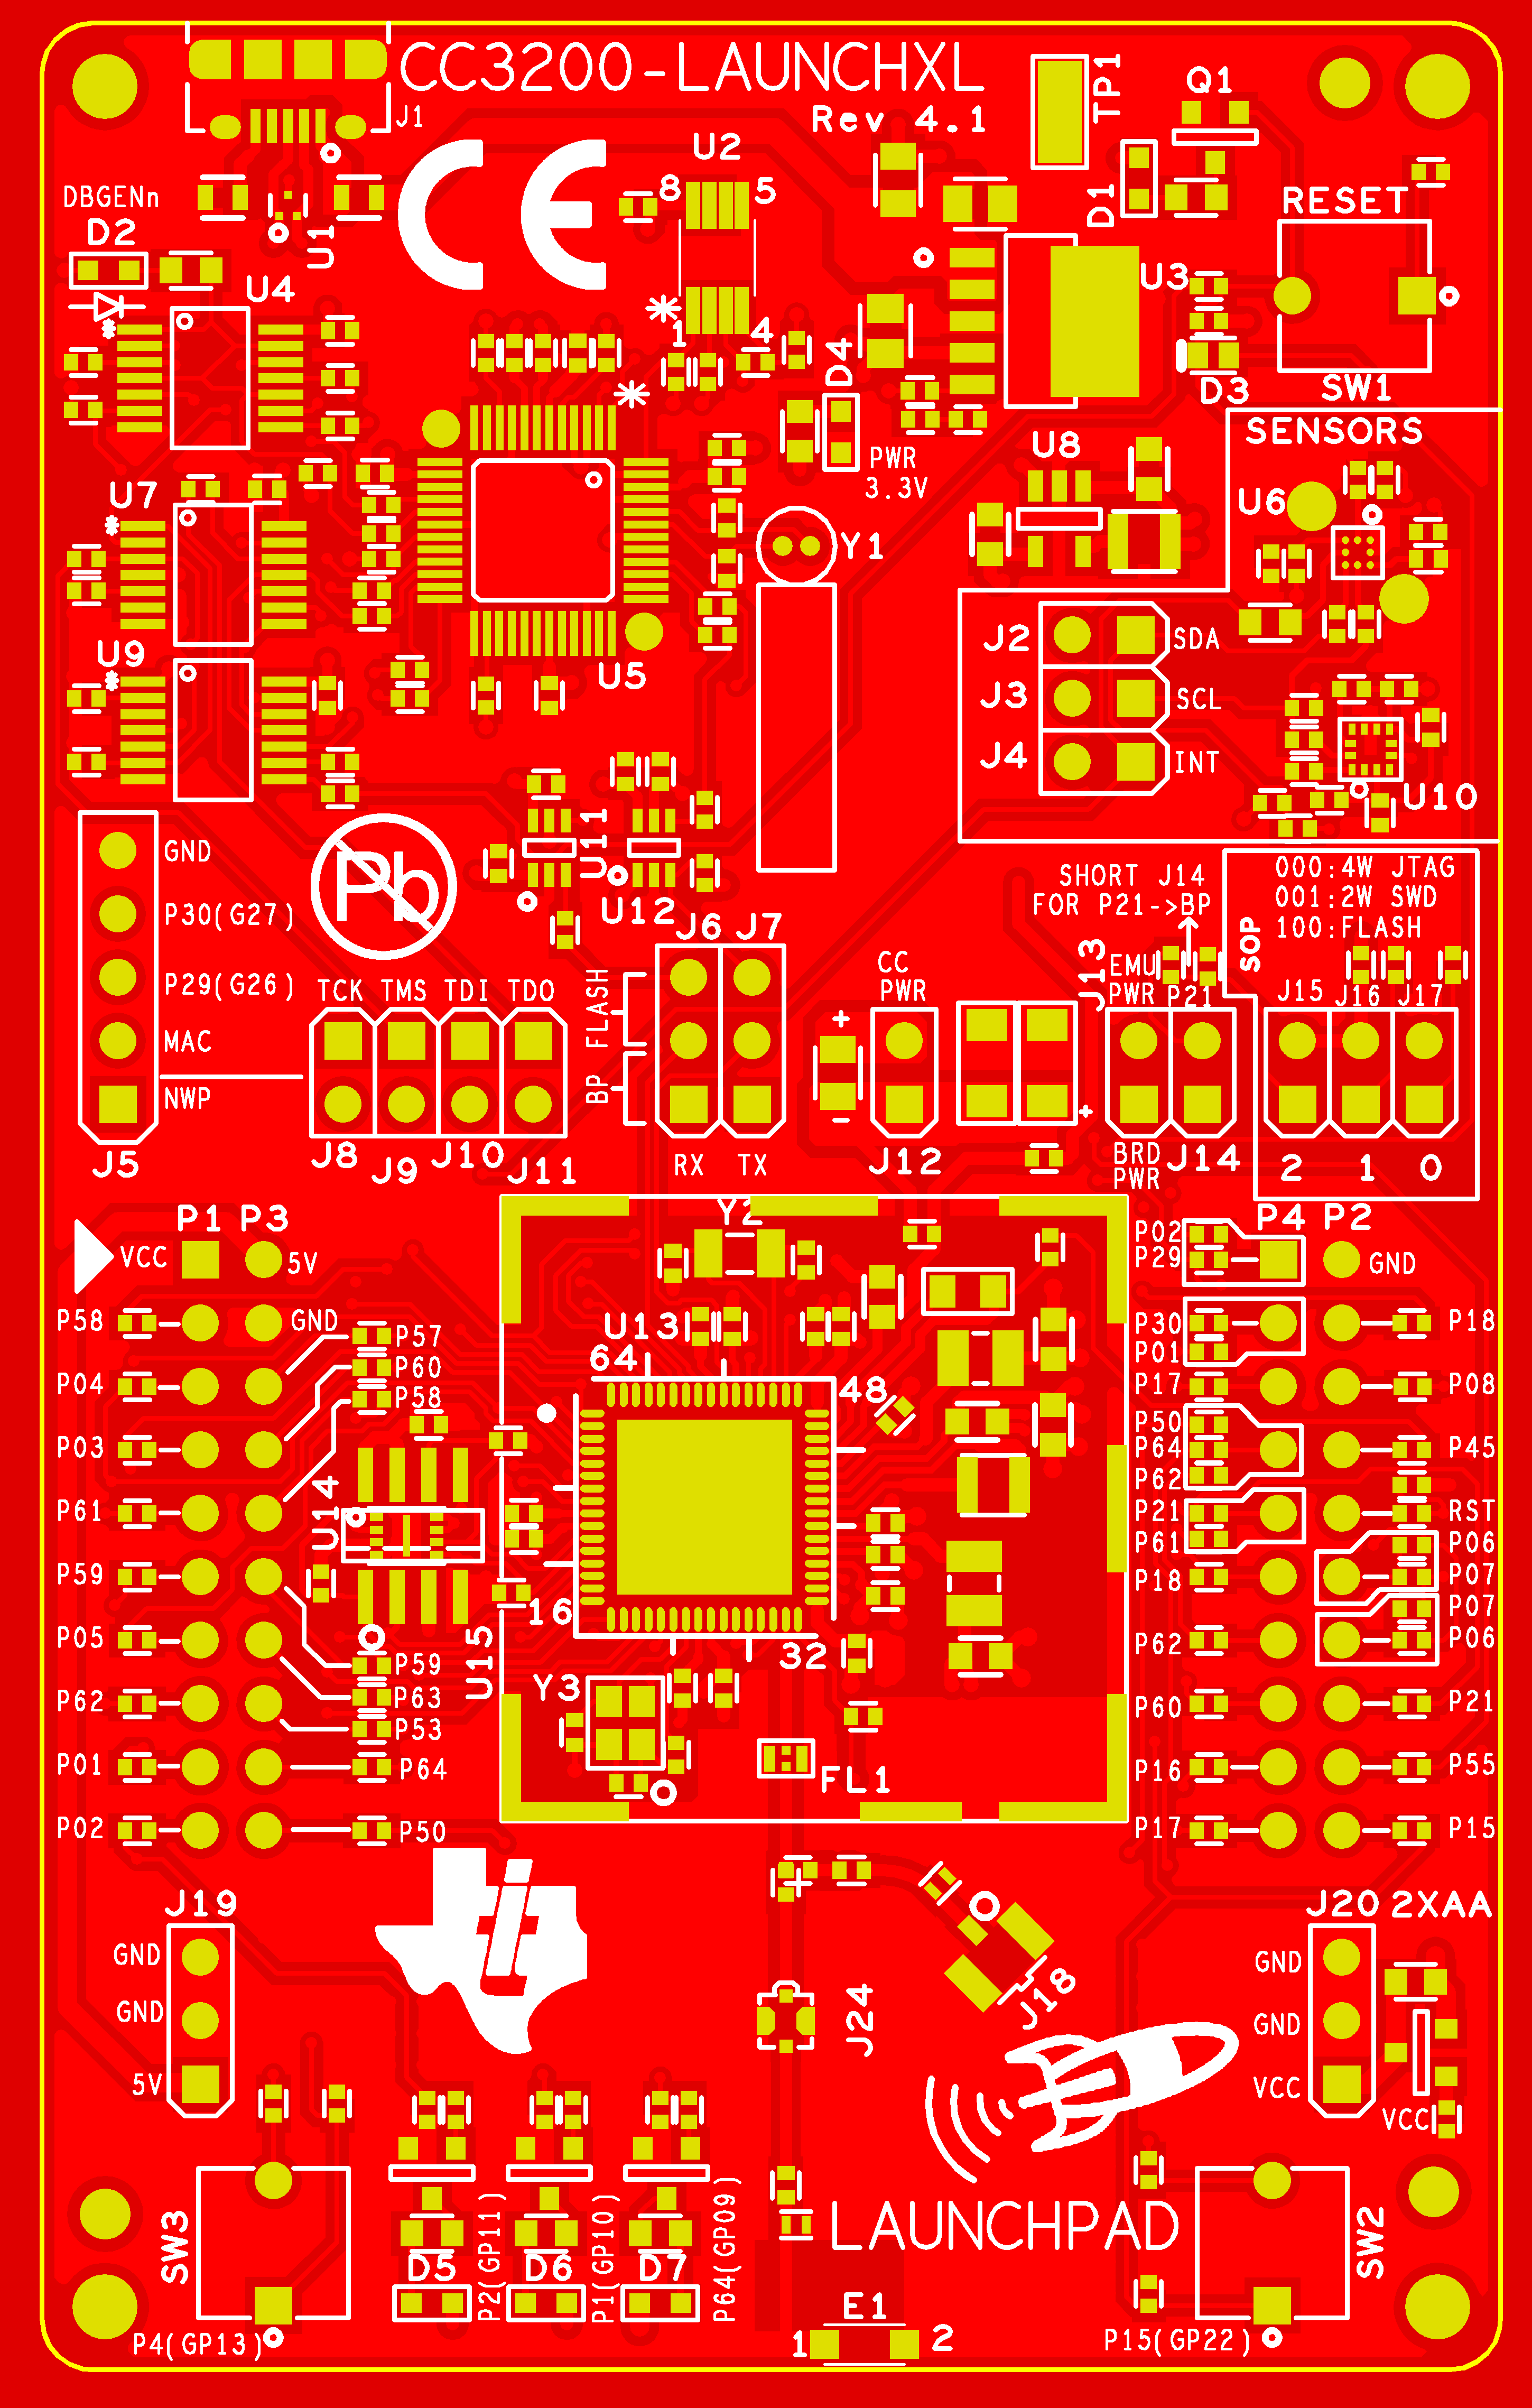 CC3200-LAUNCHXL
J1
Rev 4.1
TP1
Q1
U2
8
5
DBGENn
D2
U1
D1
RESET
U4
U3
1
4
D4
D3
SW1
SENSORS
PWR
3.3V
U8
U7
U6
Y1
U5
U9
J2
SDA
J3
SCL
J4
INT
U10
U11
U12
GND
P30(G27)
P29(G26)
MAC
NWP
J5
Pb
TCK
TMS
TDI
TDO
J8
J9
J10
J11
J6
J7
FLASH
BP
RX
TX
CC
PWR
J12
SHORT J14
FOR P21->BP
J13
EMU
PWR
P21
BRD
PWR
J14
SOP
000:4W JTAG
001:2W SWD
100:FLASH
J15
J16
J17
2
1
0
+
-
+
P1
P3
VCC
5V
P58
GND
P57
P04
P60
P58
P03
P61
U14
P59
P05
P59
U15
P62
P63
P53
P01
P64
P02
P50
Y2
U13
64
48
16
32
Y3
FL1
P4
P2
P02
P29
GND
P30
P01
P18
P17
P08
P50
P64
P62
P45
P21
P61
RST
P06
P18
P07
P07
P62
P06
P60
P21
P16
P55
P17
P15
J19
GND
GND
5V
J24
J18
J20
2XAA
GND
GND
VCC
VCC
SW3
P4(GP13)
D5
P2(GP11)
D6
P1(GP10)
D7
P64(GP09)
LAUNCHPAD
E1
1
2
SW2
P15(GP22)